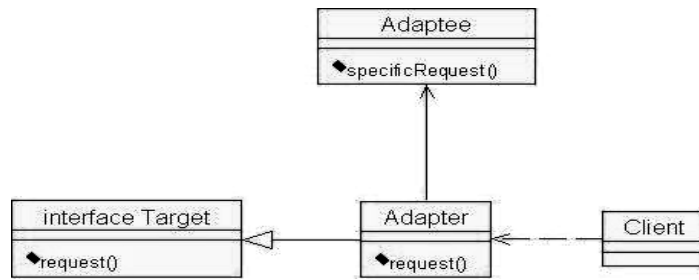 Adaptee
specificRequest()
interface Target
request()
Adapter
request()
Client